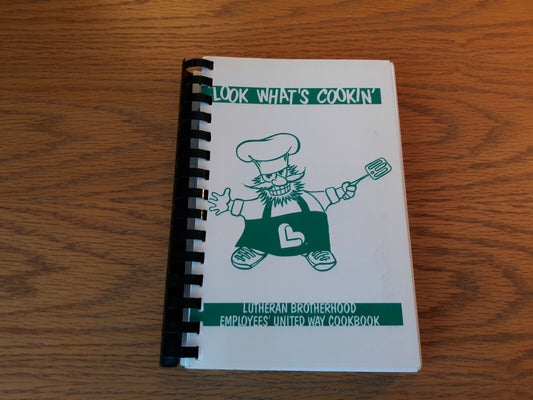 LOOK WHAT'S COOKIN'
L
LUTHERAN BROTHERHOOD
EMPLOYEES' UNITED WAY COOKBOOK